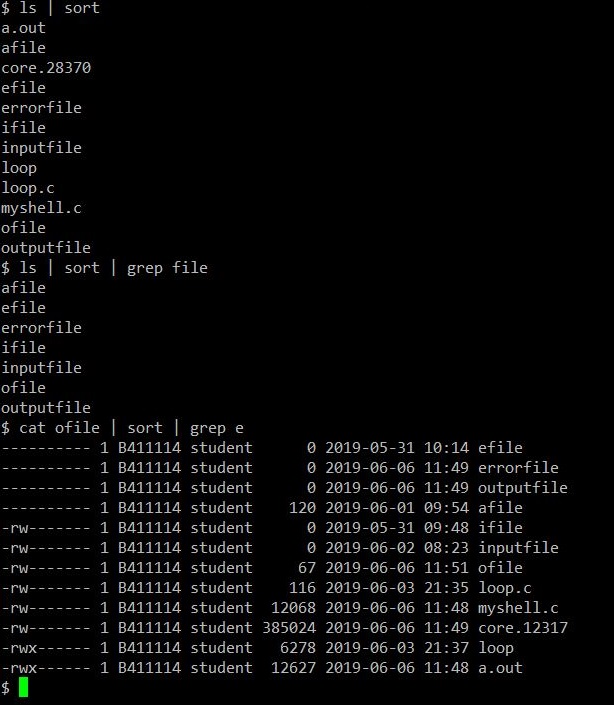 $ ls | sort
a.out
afile
core.28370
efile
errorfile
ifile
inputfile
loop
loop.c
myshell.c
ofile
outputfile
$ ls | sort | grep file
afile
efile
errorfile
ifile
inputfile
ofile
outputfile
$ cat ofile | sort | grep e
---------- 1 B411114 student      0 2019-05-31 10:14 efile
---------- 1 B411114 student      0 2019-06-06 11:49 errorfile
---------- 1 B411114 student      0 2019-06-06 11:49 outputfile
---------- 1 B411114 student    120 2019-06-01 09:54 afile
-rw------- 1 B411114 student      0 2019-05-31 09:48 ifile
-rw------- 1 B411114 student      0 2019-06-02 08:23 inputfile
-rw------- 1 B411114 student     67 2019-06-06 11:51 ofile
-rw------- 1 B411114 student    116 2019-06-03 21:35 loop.c
-rw------- 1 B411114 student  12068 2019-06-06 11:48 myshell.c
-rw------- 1 B411114 student 385024 2019-06-06 11:49 core.12317
-rwx------ 1 B411114 student   6278 2019-06-03 21:37 loop
-rwx------ 1 B411114 student  12627 2019-06-06 11:48 a.out
$